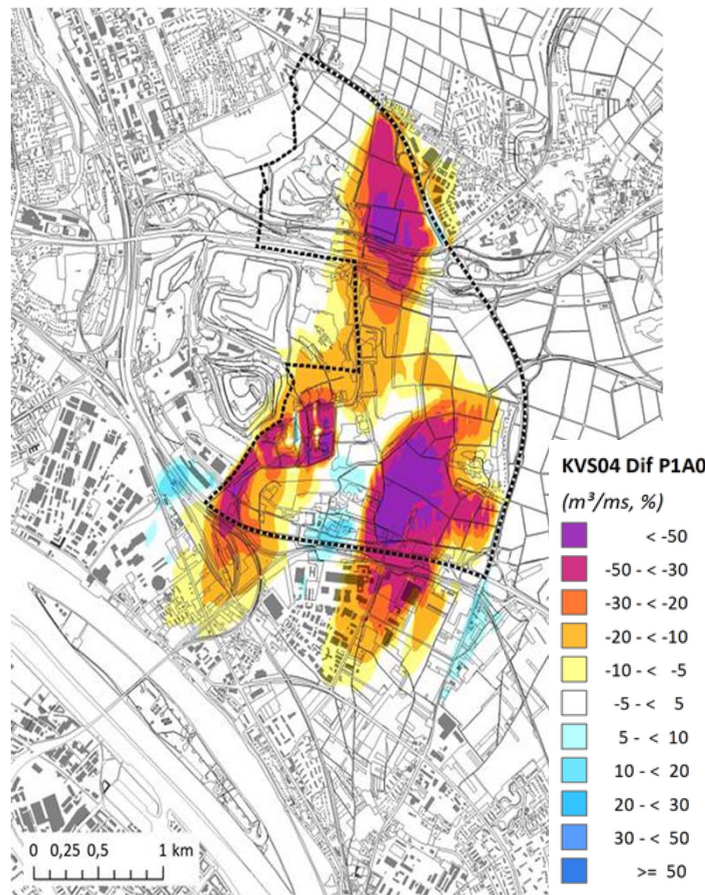 KVS04 Dif P1A0
(m³/ms, %)
< -50
-50 - < -30
-30 - < -20
-20 - < -10
-10 - < -5
-5 - < 5
5 - < 10
10 - < 20
20 - < 30
30 - < 50
>= 50
0 0,25 0,5 1 km